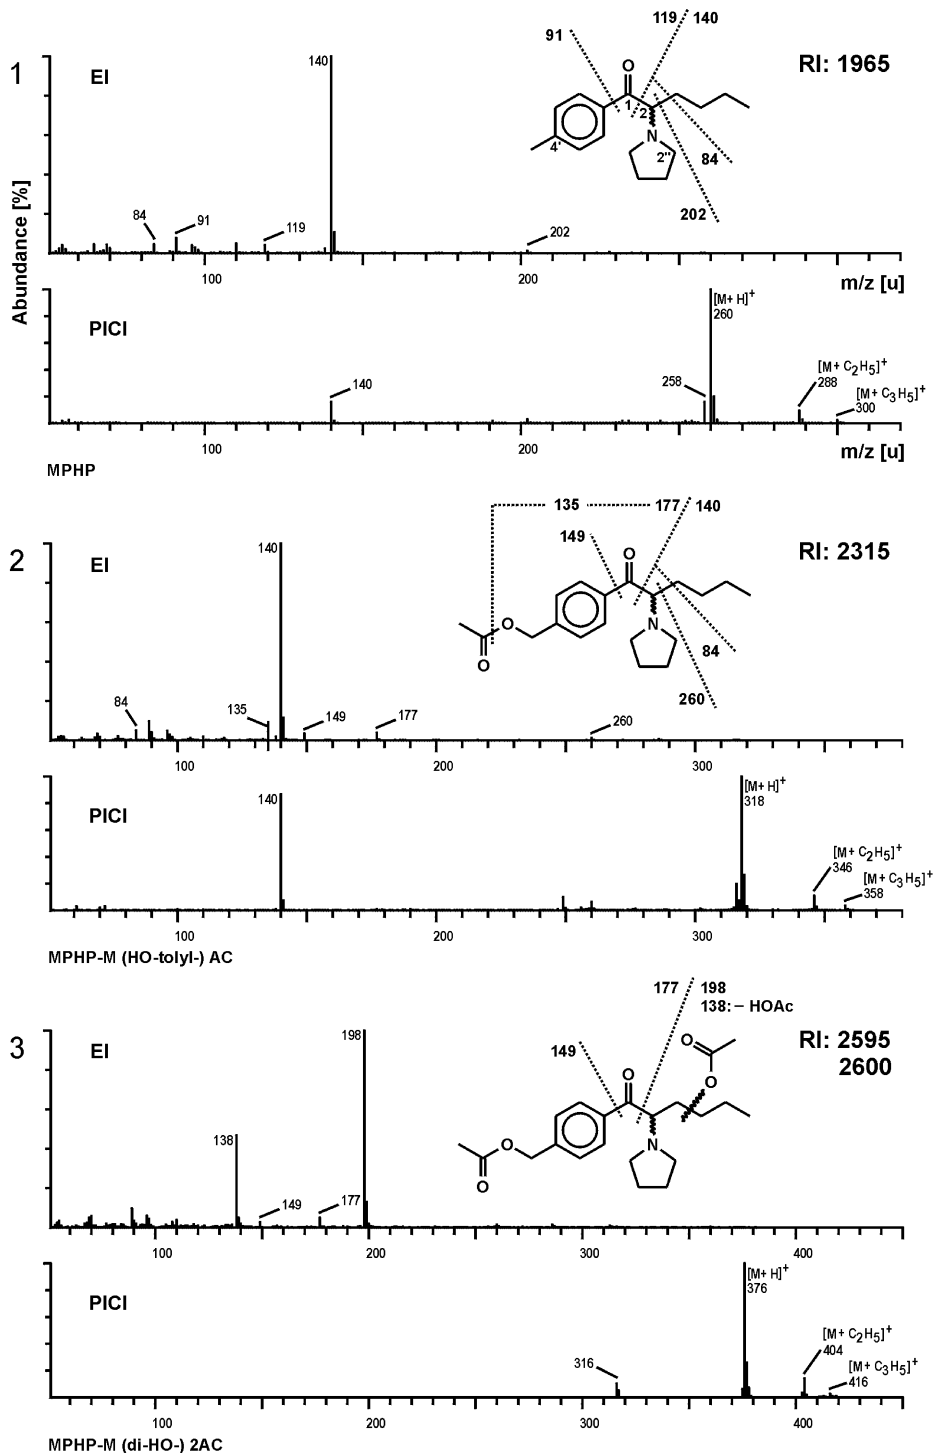 1
EI
RI: 1965
Abundance [%]
140
84
91
119
202
91
119
140
O
1
2
N
2"
4'
84
202
100
200
m/z [u]
PICI
140
258
[M+ H]+
260
[M+ C2H5]+
288
[M+ C3H5]+
300
100
200
m/z [u]
MPHP
2
EI
RI: 2315
140
84
135
149
177
260
135
177
140
149
O
O
O
N
84
260
100
200
300
PICI
140
[M+ H]+
318
[M+ C2H5]+
346
[M+ C3H5]+
358
100
200
300
MPHP-M (HO-tolyl-) AC
3
EI
RI: 2595
2600
198
138
149
177
177
198
138:– HOAc
149
O
O
O
O
O
N
100
200
300
400
PICI
316
[M+ H]+
376
[M+ C2H5]+
404
[M+ C3H5]+
416
100
200
300
400
MPHP-M (di-HO-) 2AC